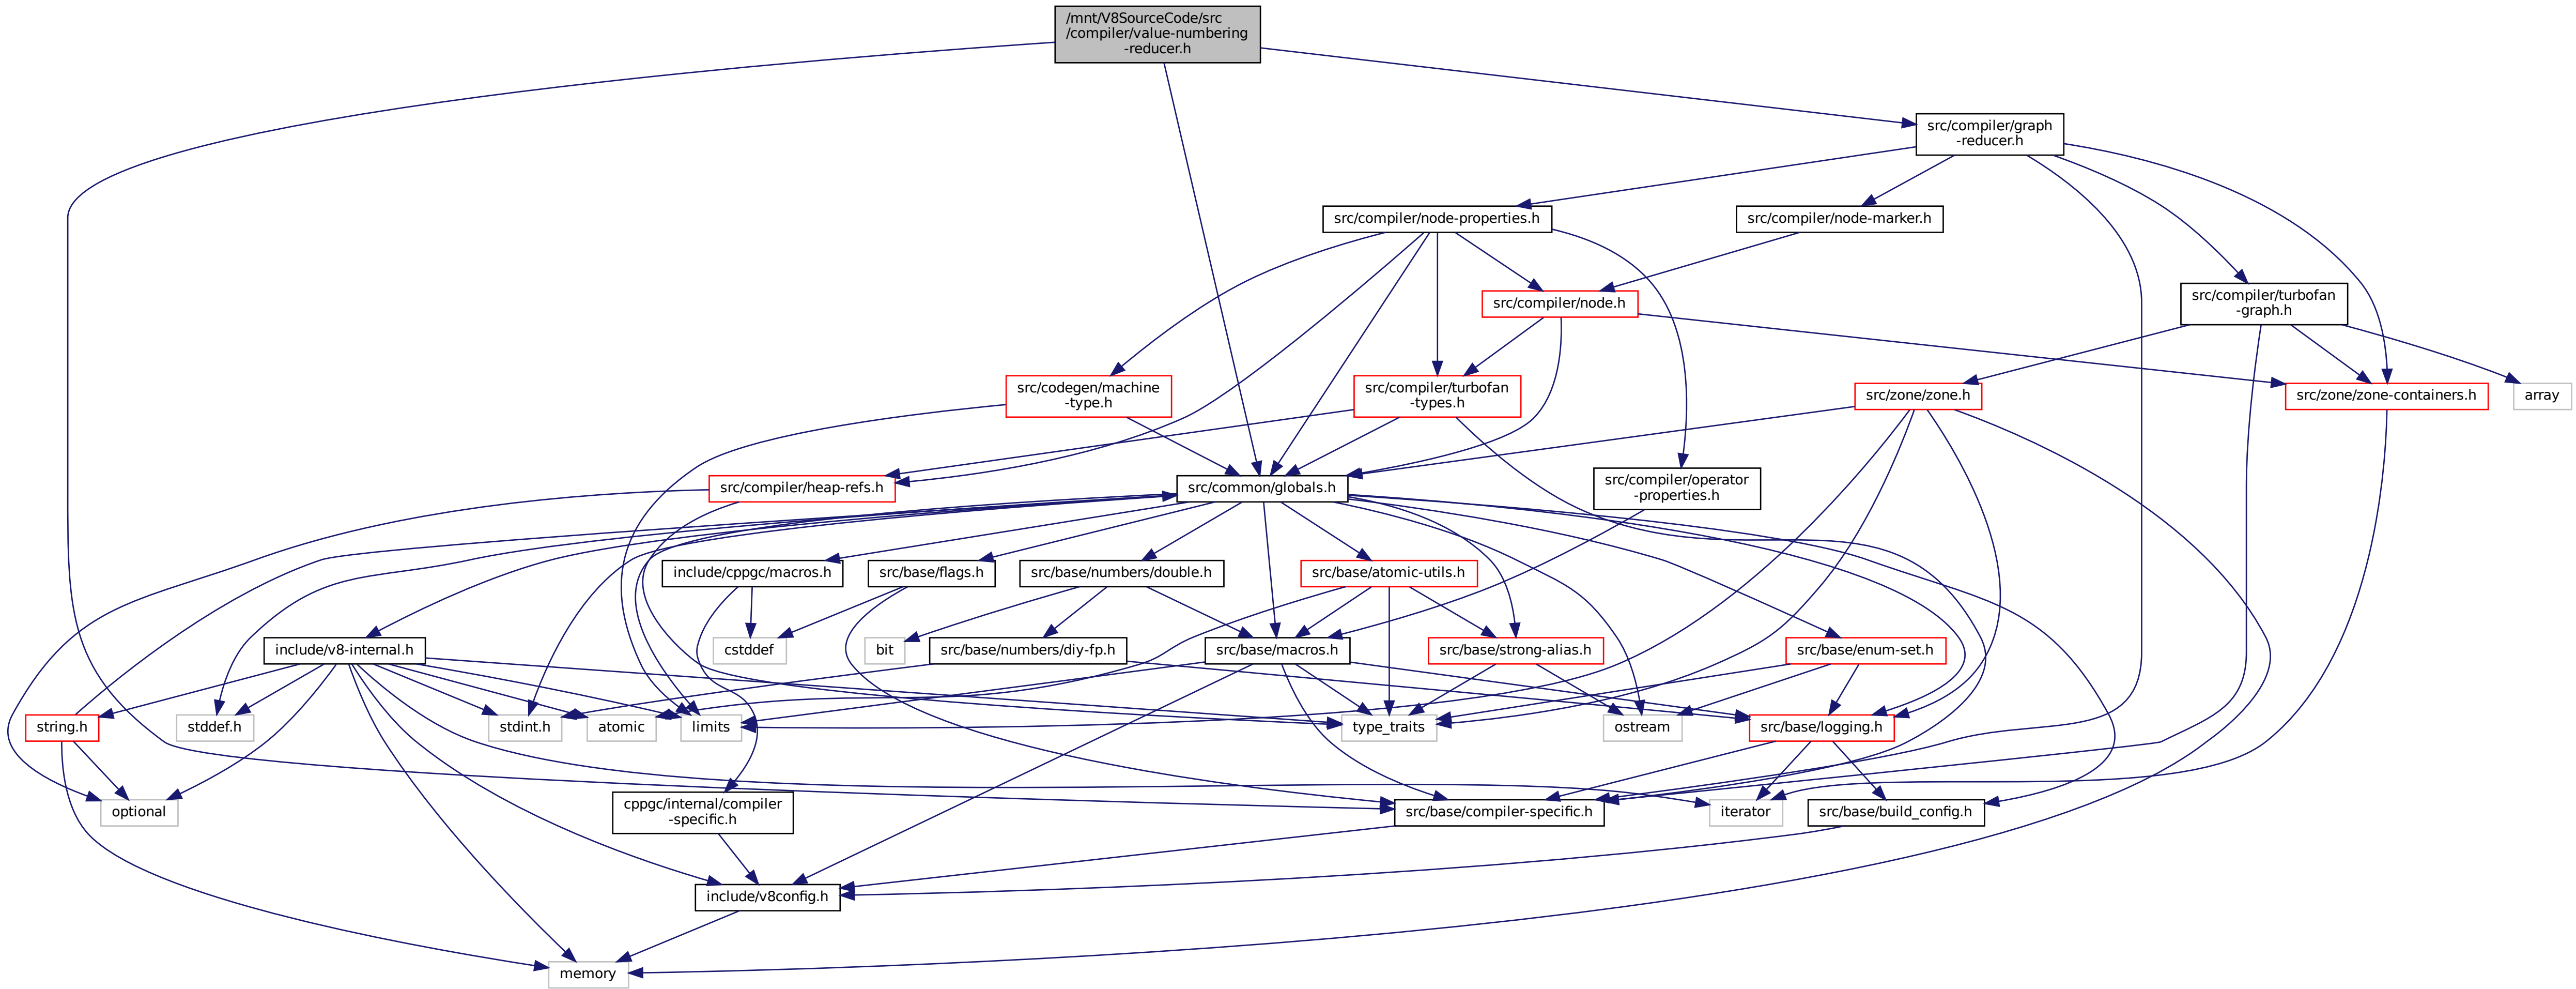 /mnt/V8SourceCode/src
/compiler/value-numbering
-reducer.h
src/compiler/graph
-reducer.h
src/compiler/node-properties.h
src/compiler/node-marker.h
src/compiler/node.h
src/compiler/turbofan
-graph.h
src/codegen/machine
-type.h
src/compiler/turbofan
-types.h
src/zone/zone.h
src/zone/zone-containers.h
array
src/compiler/heap-refs.h
src/common/globals.h
src/compiler/operator
-properties.h
include/cppgc/macros.h
src/base/flags.h
src/base/numbers/double.h
src/base/atomic-utils.h
include/v8-internal.h
cstddef
bit
src/base/numbers/diy-fp.h
src/base/macros.h
src/base/strong-alias.h
src/base/enum-set.h
string.h
stddef.h
stdint.h
atomic
limits
type_traits
ostream
src/base/logging.h
optional
cppgc/internal/compiler
-specific.h
src/base/compiler-specific.h
iterator
src/base/build_config.h
include/v8config.h
memory